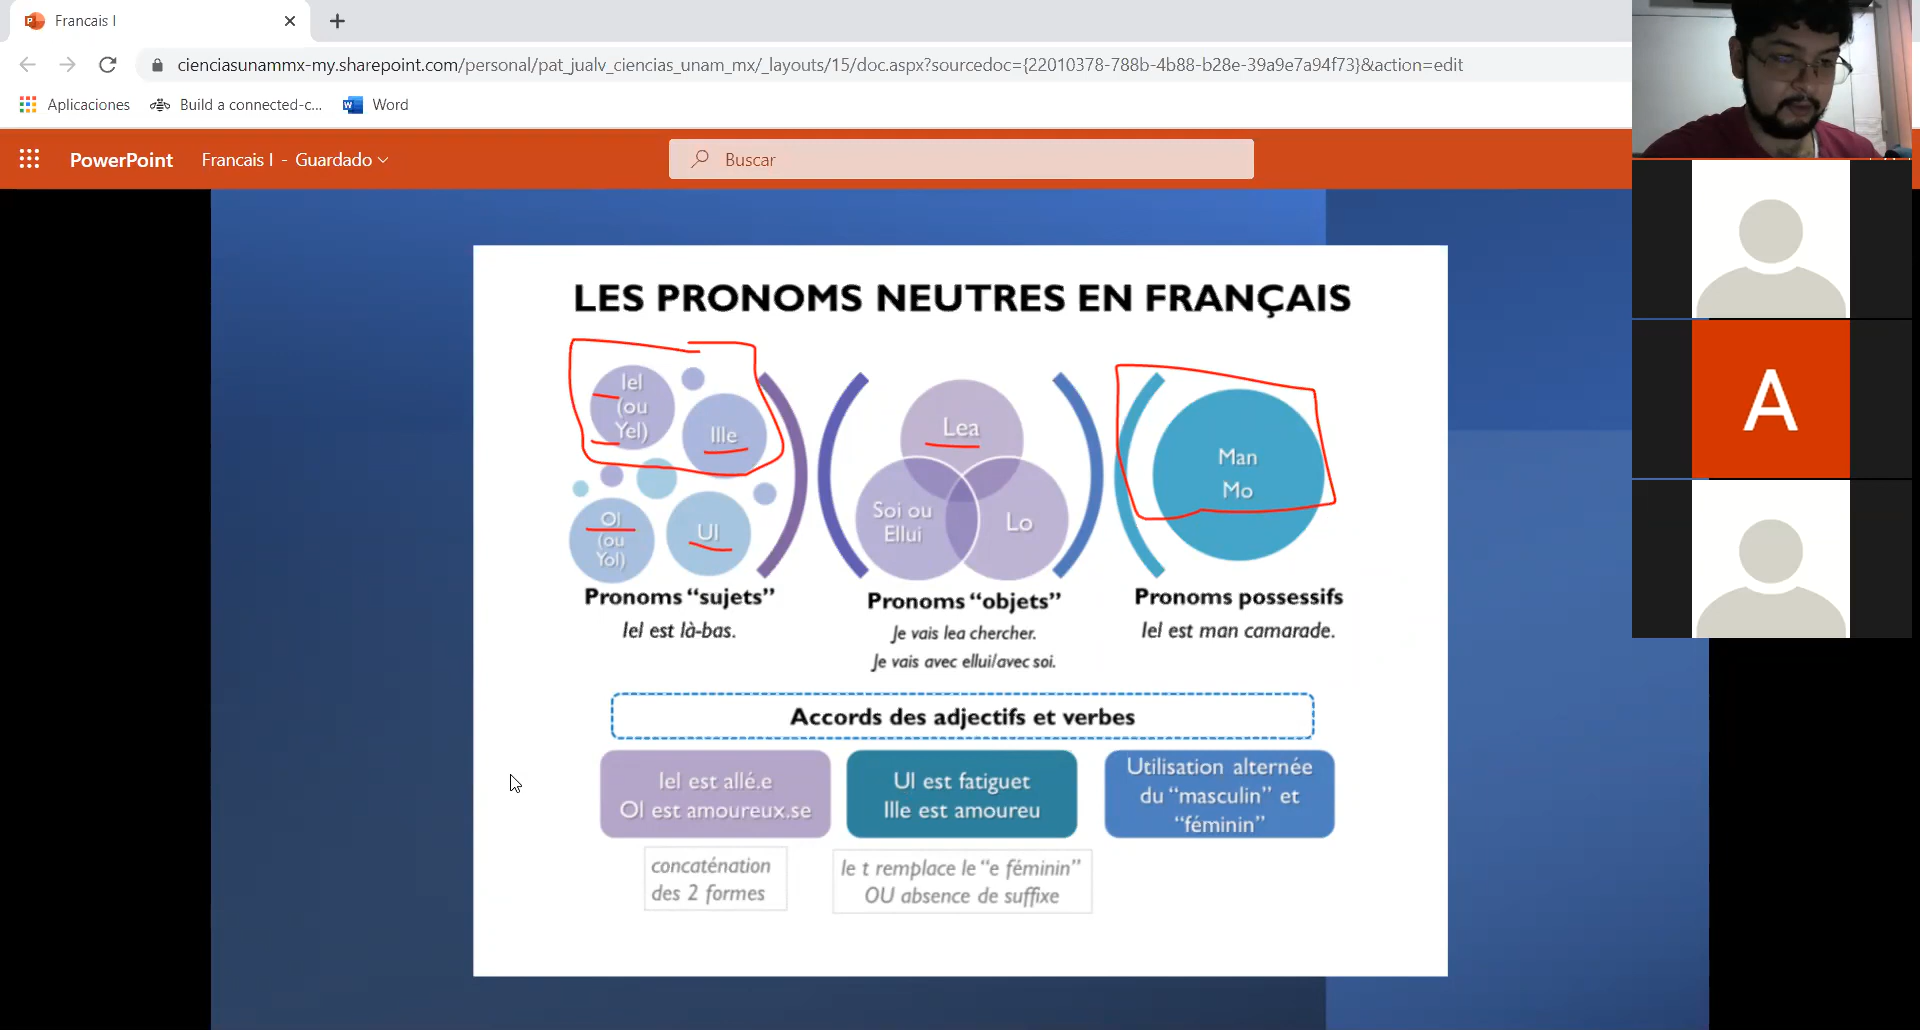 Francais I
cienciasunammx-my.sharepoint.com/personal/pat_jualv_ciencias_unam_mx/_layouts/15/doc.aspx?sourcedoc={22010378-788b-4b88-b28e-39a9e7a94f73}&action=edit
Aplicaciones
Build a connected-c...
Word
PowerPoint
Francais I - Guardado
Buscar
LES PRONOMS NEUTRES EN FRANÇAIS
Iel
(ou
Yel)
Ille
Ol
(ou
Yol)
Ul
Pronoms “sujets”
Iel est là-bas.
Lea
Soi ou
Ellui
Lo
Pronoms “objets”
Je vais lea chercher.
Je vais avec ellui/avec soi.
Man
Mo
Pronoms possessifs
Iel est man camarade.
Accords des adjectifs et verbes
Iel est allé.e
Ol est amoureux.se
concaténation
des 2 formes
Ul est fatiguet
Ille est amoureu
le t remplace le “e féminin”
OU absence de suffixe
Utilisation alternée
du “masculin” et
“féminin”
A